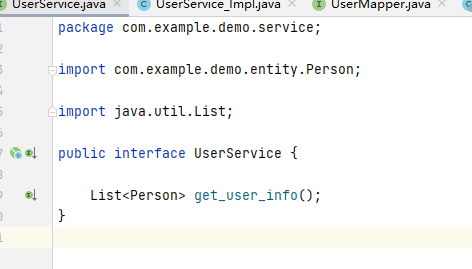 UserService.java
UserService_Impl.java
UserMapper.java
package com.example.demo.service;
import com.example.demo.entity.Person;
import java.util.List;
public interface UserService {
List<Person> get_user_info();
}